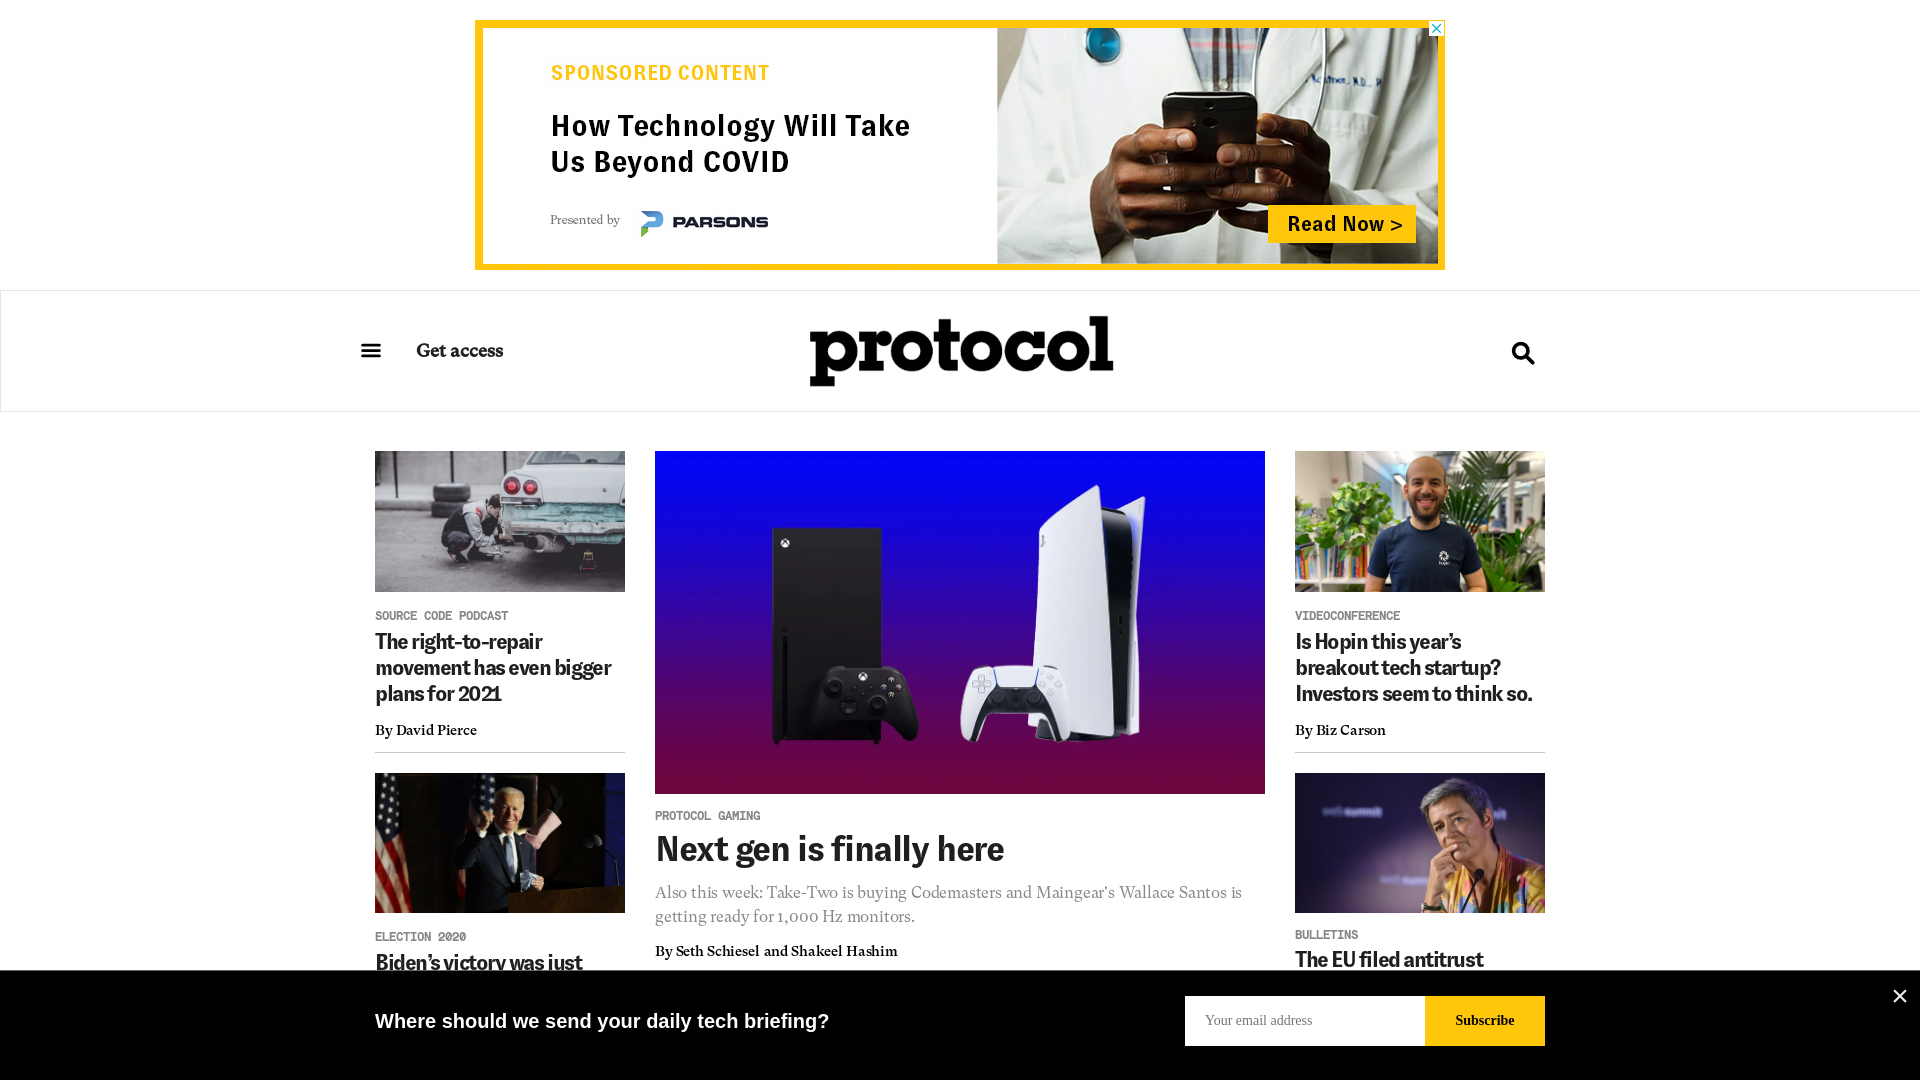 SPONSORED CONTENT
How Technology Will Take
Us Beyond COVID
Presented by
PARSONS
Read Now >
Get access
protocol
SOURCE CODE PODCAST
The right-to-repair
movement has even bigger
plans for 2021
By David Pierce
ELECTION 2020
Biden’s victory was just
PROTOCOL GAMING
Next gen is finally here
Also this week: Take-Two is buying Codemasters and Maingear's Wallace Santos is
getting ready for 1,000 Hz monitors.
By Seth Schiesel and Shakeel Hashim
hopin
VIDEOCONFERENCE
Is Hopin this year’s
breakout tech startup?
Investors seem to think so.
By Biz Carson
web summit
BULLETINS
The EU filed antitrust
Where should we send your daily tech briefing?
Your email address
Subscribe